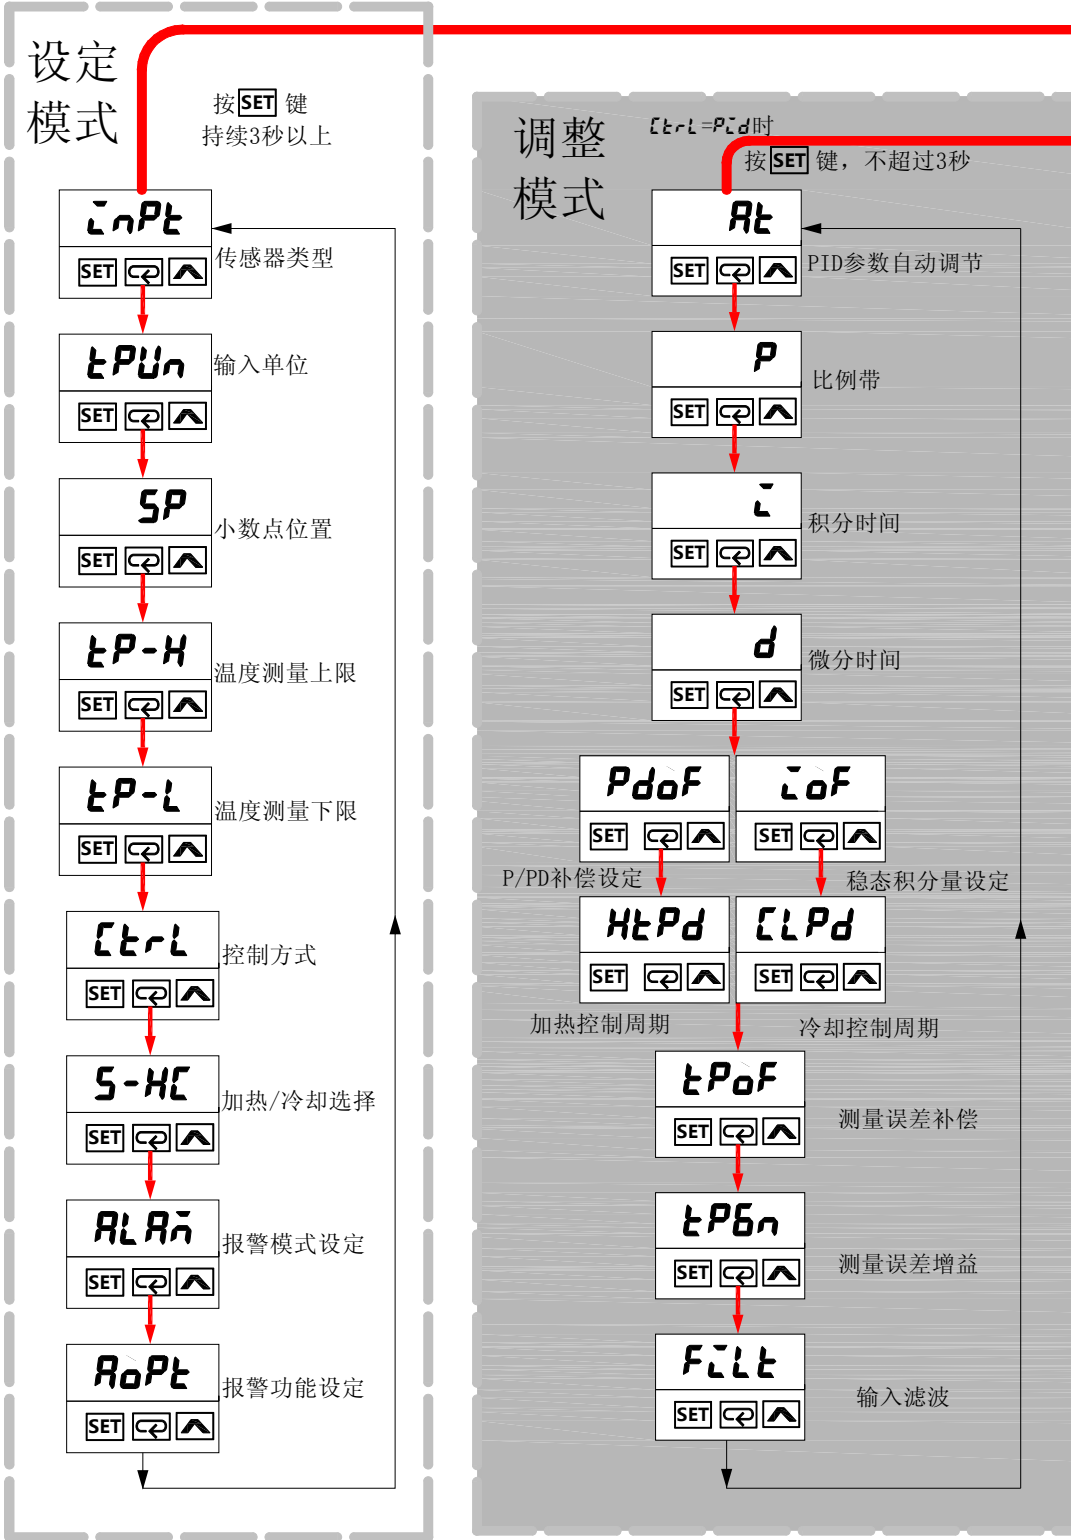 设定
模式
按SET 键
持续3秒以上
inPt
SET
传感器类型
tPUn
SET
输入单位
SP
SET
小数点位置
tP-H
SET
温度测量上限
tP-L
SET
温度测量下限
CtrL
SET
控制方式
S-HC
SET
加热/冷却选择
ALAm
SET
报警模式设定
AoPt
SET
报警功能设定
调整
模式
CtrL=Pid时
按SET 键，不超过3秒
At
SET
PID参数自动调节
P
SET
比例带
i
SET
积分时间
d
SET
微分时间
PdoF
SET
P/PD补偿设定
ioF
SET
稳态积分量设定
HtPd
SET
加热控制周期
CLPd
SET
冷却控制周期
tPoF
SET
测量误差补偿
tPGn
SET
测量误差增益
FiLt
SET
输入滤波